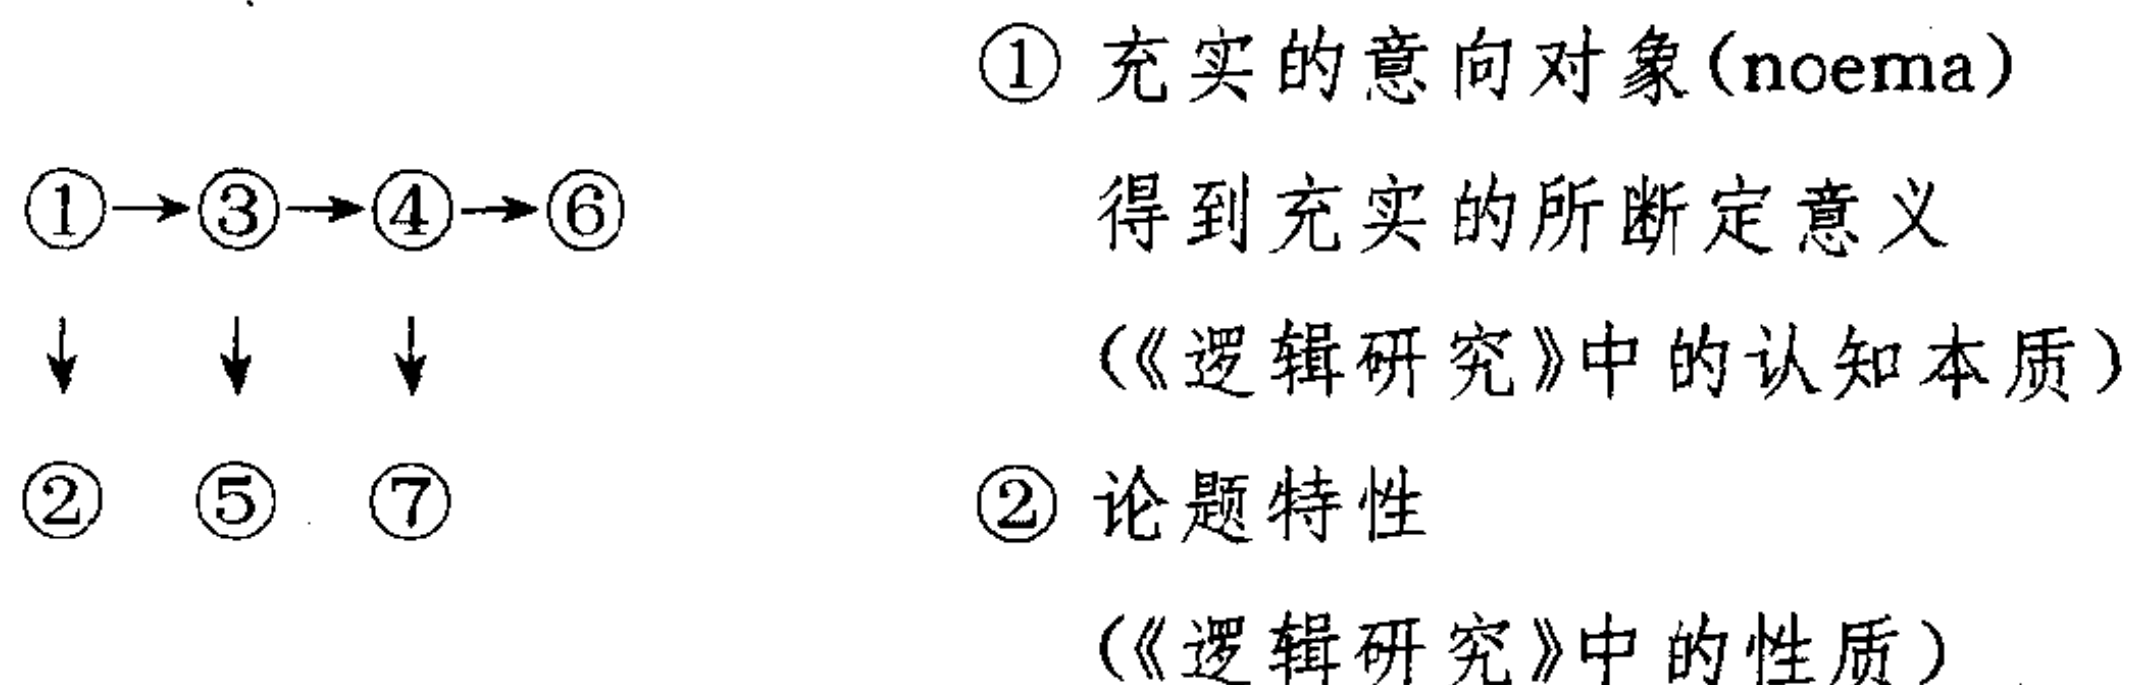 ① 充实的意向对象(noema)
①→③→④→⑥
得到充实的所断定意义
↓ ↓ ↓
(《逻辑研究》中的认知本质)
② ⑤ ⑦
② 论题特性
(《逻辑研究》中的性质)